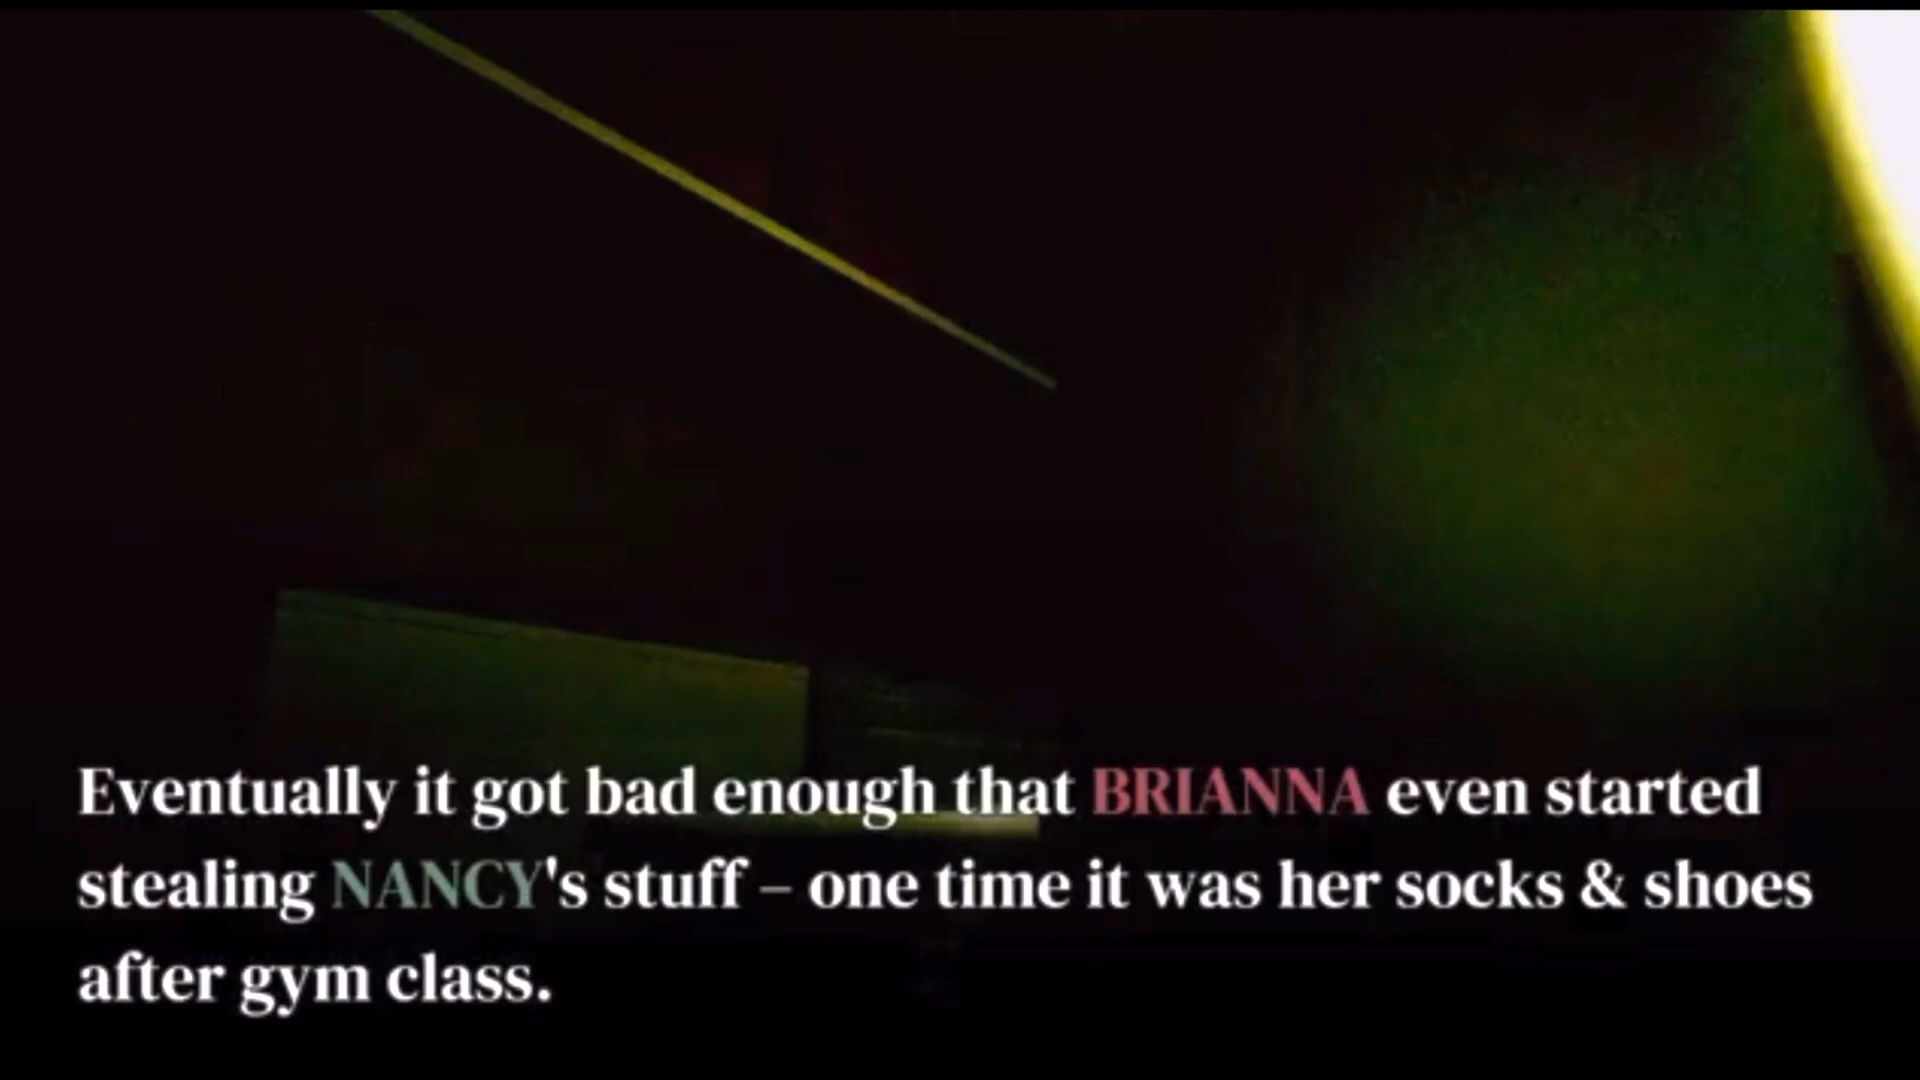 Eventually it got bad enough that BRIANNA even started
stealing NANCY's stuff – one time it was her socks & shoes
after gym class.